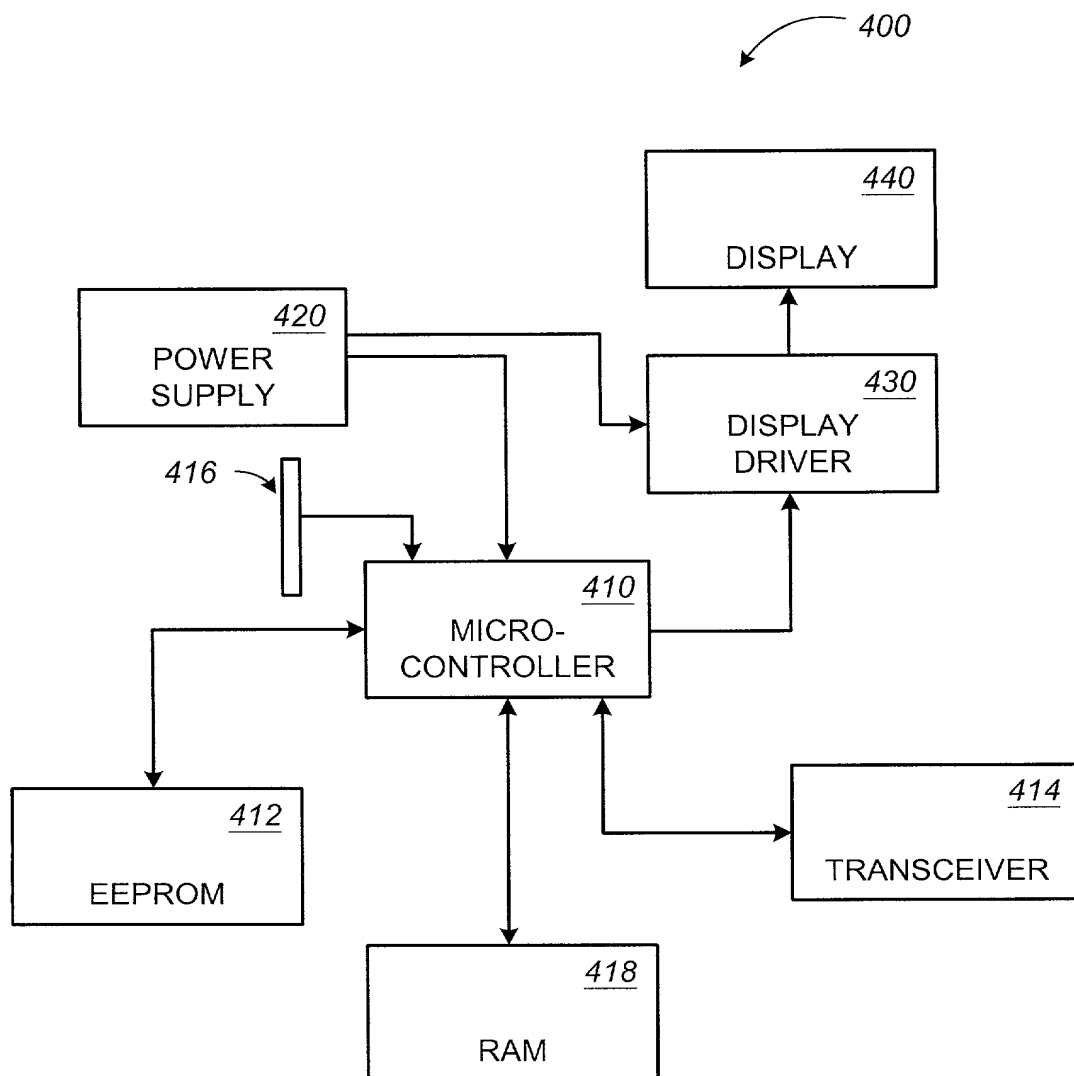 400
440
DISPLAY
420
POWER
SUPPLY
430
DISPLAY
DRIVER
416
410
MICRO-
CONTROLLER
412
EEPROM
414
TRANSCEIVER
418
RAM